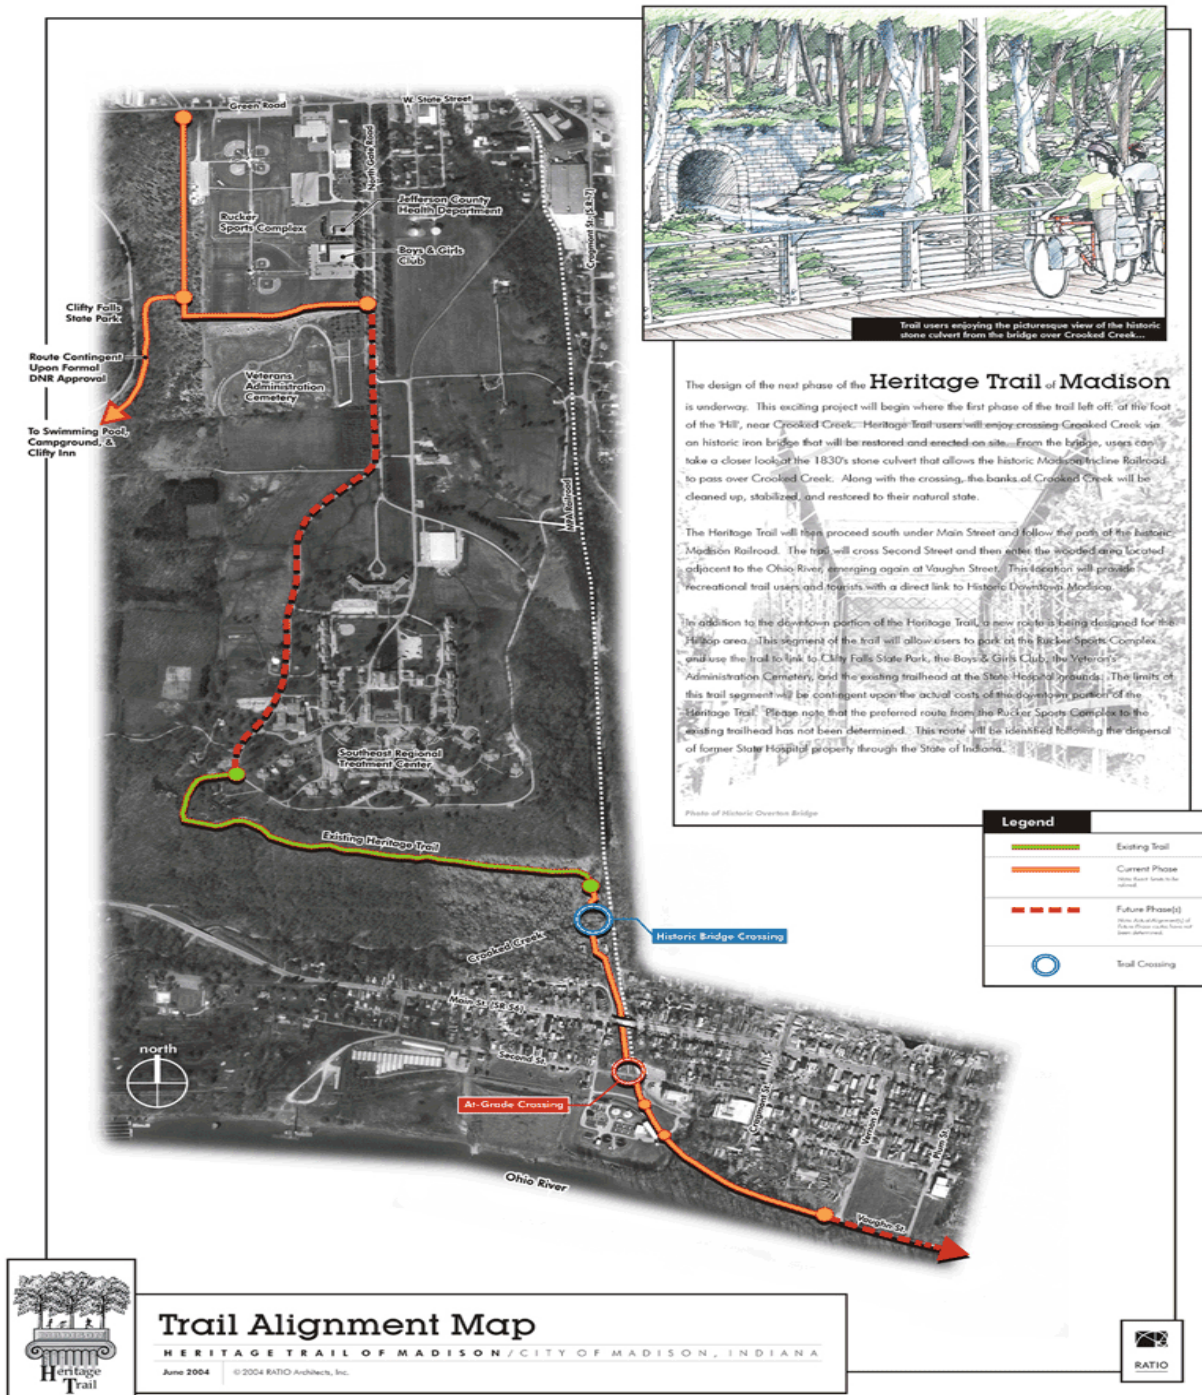 Green Road
W. State Street
North Gate Road
Cragmont St. (S.R. 7)
Jefferson County
Health Department
Rucker
Sports Complex
Boys & Girls
Club
Clifty Falls
State Park
Route Contingent
Upon Formal
DNR Approval
Veterans
Administration
Cemetery
To Swimming Pool,
Campground, &
Clifty Inn
Railroad
Southeast Regional
Treatment Center
Existing Heritage Trail
Historic Bridge Crossing
Crooked Creek
Main St. (SR 56)
Second St.
north
At-Grade Crossing
Cragmont St.
Vernon St.
Plum St.
Vaughn St.
Ohio River
Trail users enjoying the picturesque view of the historic
stone culvert from the bridge over Crooked Creek...
The design of the next phase of the Heritage Trail of Madison
is underway. This exciting project will begin where the first phase of the trail left off: at the foot
of the 'Hill', near Crooked Creek. Heritage Trail users will enjoy crossing Crooked Creek via
an historic iron bridge that will be restored and erected on site. From the bridge, users can
take a closer look at the 1830's stone culvert that allows the historic Madison Incline Railroad
to pass over Crooked Creek. Along with the crossing, the banks of Crooked Creek will be
cleaned up, stabilized, and restored to their natural state.
The Heritage Trail will then proceed south under Main Street and follow the path of the historic
Madison Railroad. The trail will cross Second Street and then enter the wooded area located
adjacent to the Ohio River, emerging again at Vaughn Street. This location will provide
recreational trail users and tourists with a direct link to Historic Downtown Madison.
In addition to the downtown portion of the Heritage Trail, a new route is being designed for the
Hilltop area. This segment of the trail will allow users to park at the Rucker Sports Complex
and use the trail to link to Clifty Falls State Park, the Boys & Girls Club, the Veteran's
Administration Cemetery, and the existing trailhead at the State Hospital grounds. The limits of
this trail segment will be contingent upon the actual costs of the downtown portion of the
Heritage Trail. Please note that the preferred route from the Rucker Sports Complex to the
existing trailhead has not been determined. This route will be identified following the dispersal
of former State Hospital property through the State of Indiana.
Photo of Historic Overton Bridge
Legend
Existing Trail
Current Phase
Future Phase(s)
Trail Crossing
Heritage
Trail
Trail Alignment Map
HERITAGE TRAIL OF MADISON/CITY OF MADISON, INDIANA
June 2004
© 2004 RATIO Architects, Inc.
RATIO